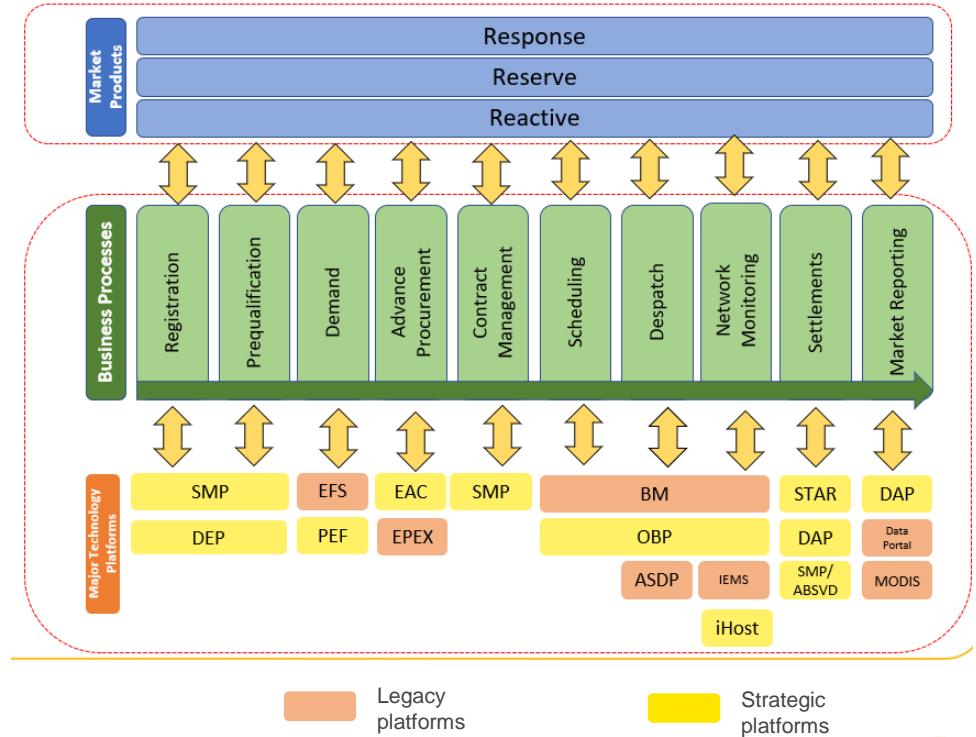 Market
Products
Response
Reserve
Reactive
Business Processes
Registration
Prequalification
Demand
Advance
Procurement
Contract
Management
Scheduling
Despatch
Network
Monitoring
Settlements
Market Reporting
Major Technology
Platforms
SMP
EFS
EAC
SMP
BM
STAR
DAP
DEP
PEF
EPEX
OBP
DAP
Data
Portal
ASDP
IEMS
SMP/
ABSVD
MODIS
iHost
Legacy
platforms
Strategic
platforms